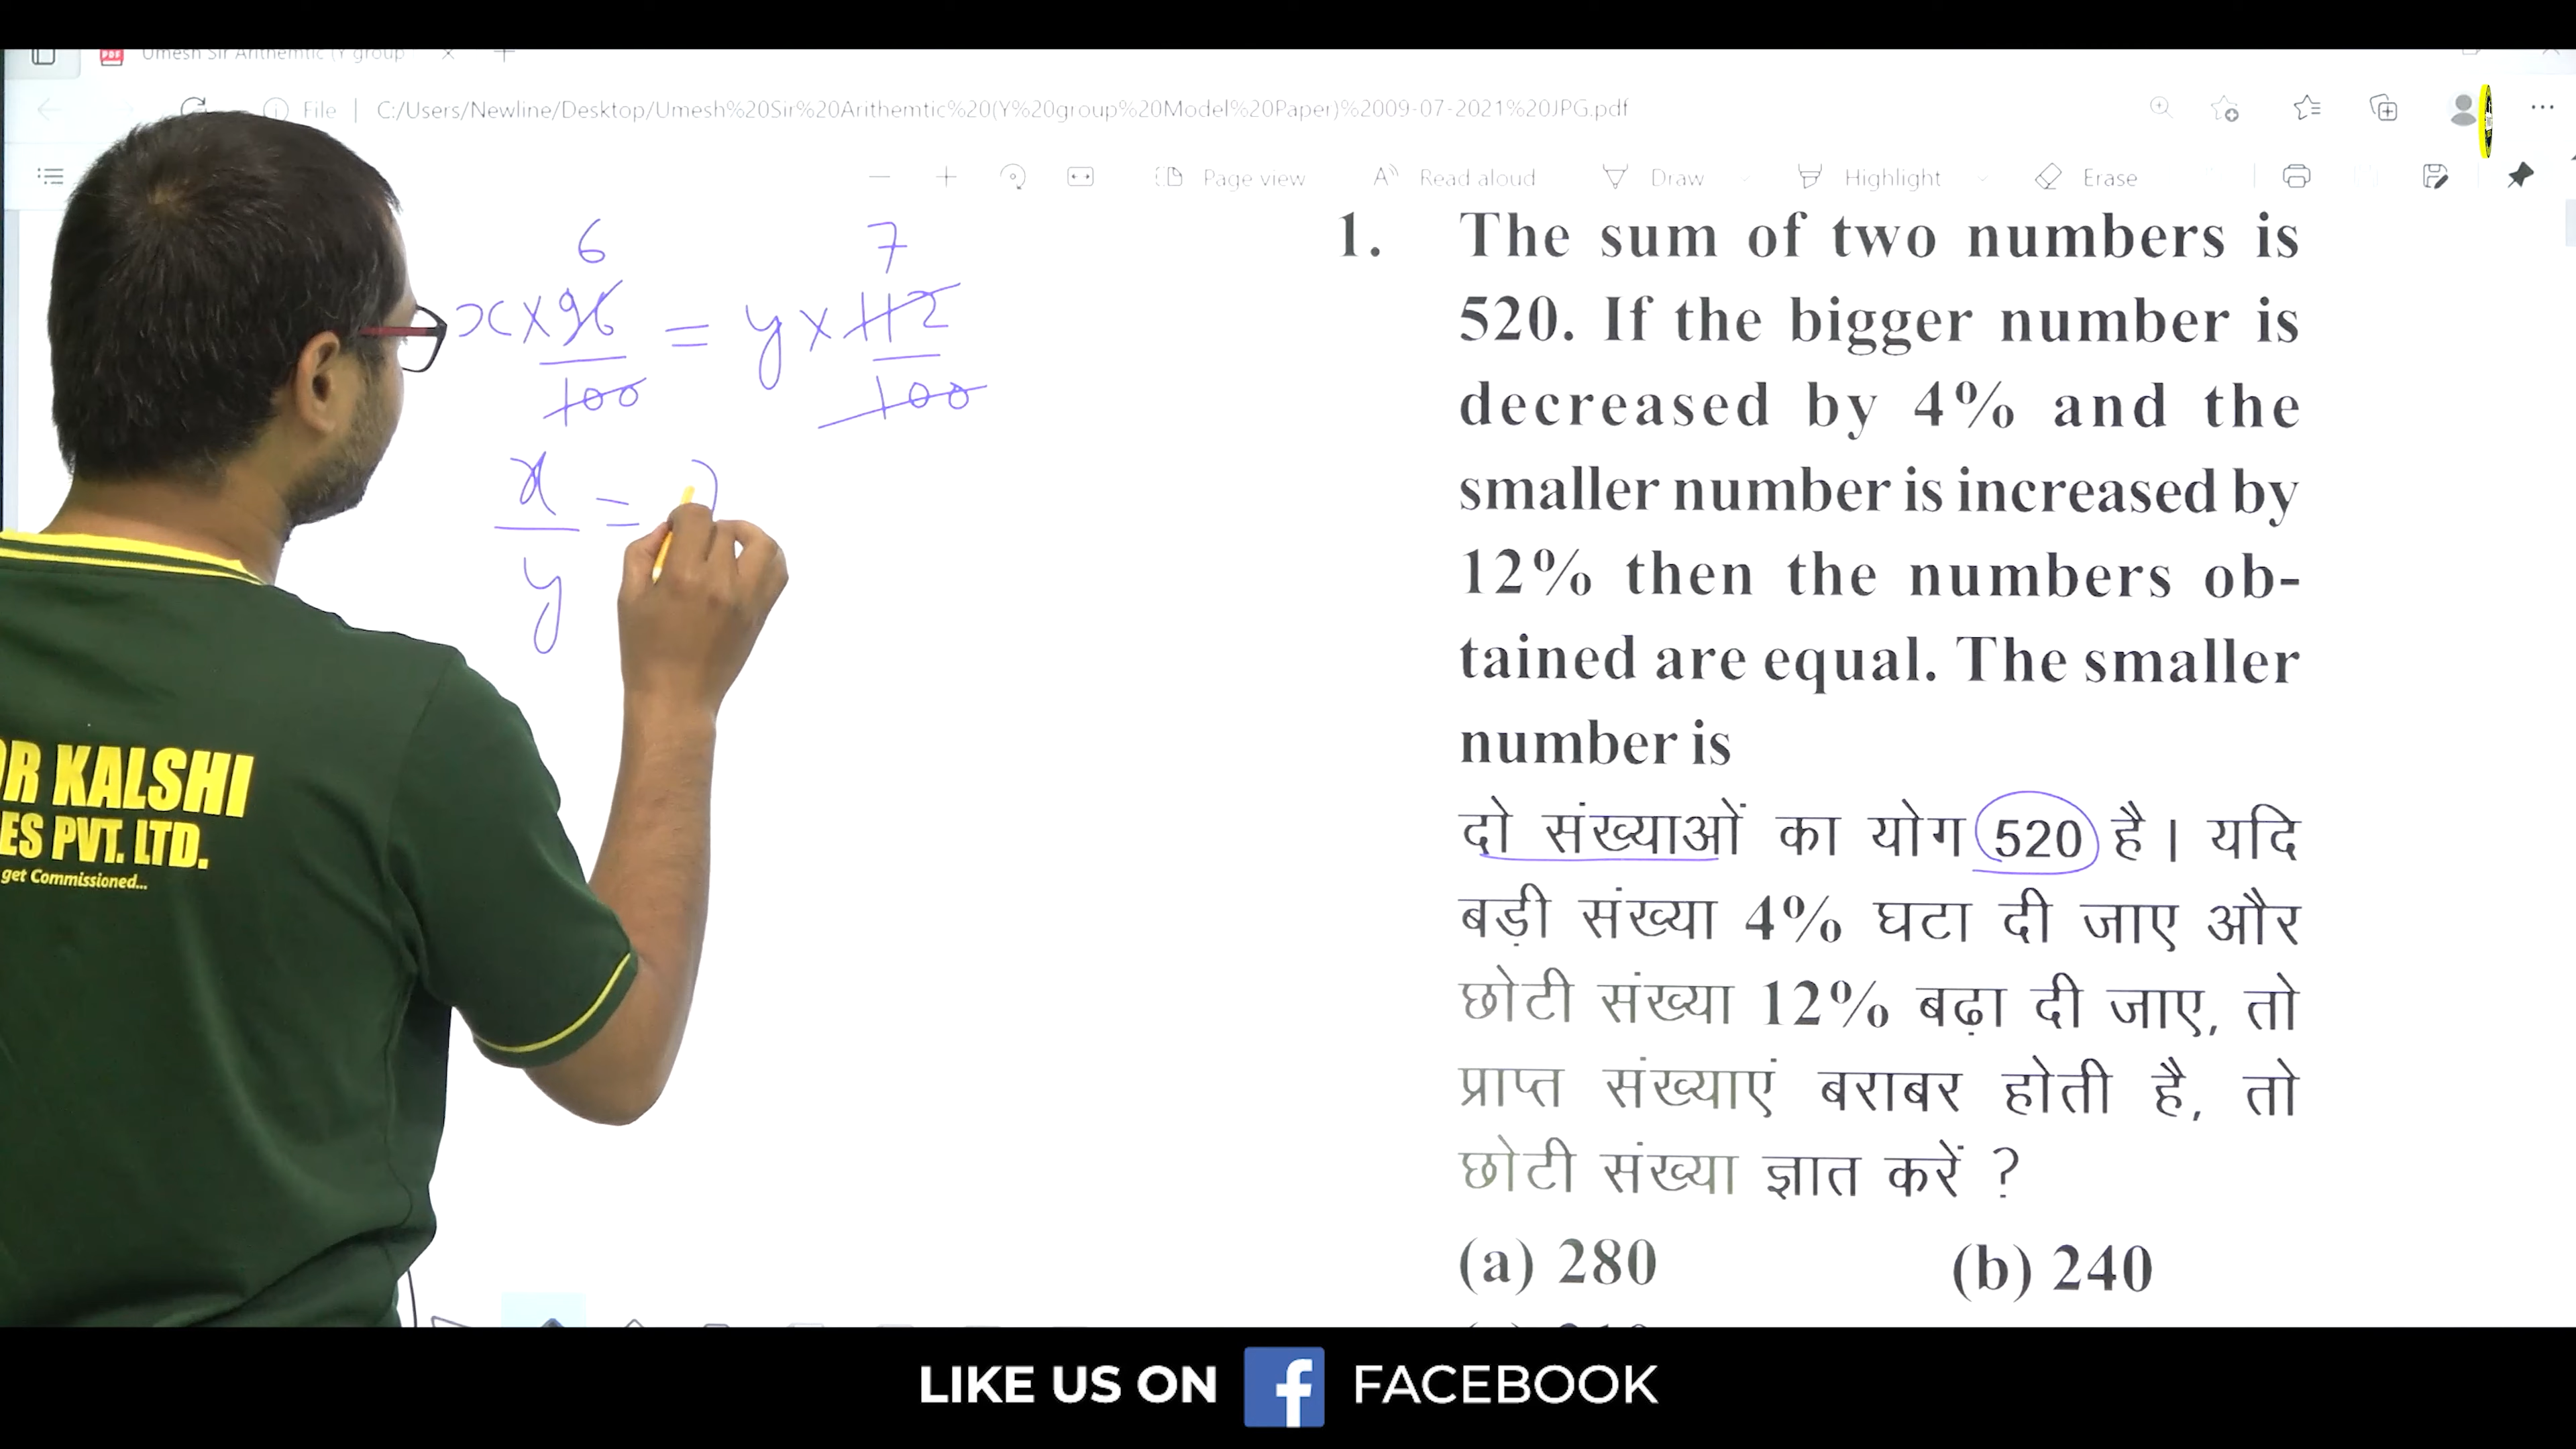 Umesh Sir Arithemtic (Y group
File | C:/Users/Newline/Desktop/Umesh%20Sir%20Arithemtic%20(Y%20group%20Model%20Paper)%2009-07-2021%20JPG.pdf
Page view Read aloud Draw Highlight Erase
6 7
x × 96 = y × 112
100 100
x =
y
1. The sum of two numbers is
520. If the bigger number is
decreased by 4% and the
smaller number is increased by
12% then the numbers ob-
tained are equal. The smaller
number is
दो संख्याओं का योग 520 है। यदि
बड़ी संख्या 4% घटा दी जाए और
छोटी संख्या 12% बढ़ा दी जाए, तो
प्राप्त संख्याएं बराबर होती है, तो
छोटी संख्या ज्ञात करें ?
(a) 280 (b) 240
KALSHI
PVT. LTD.
get Commissioned...
LIKE US ON f FACEBOOK